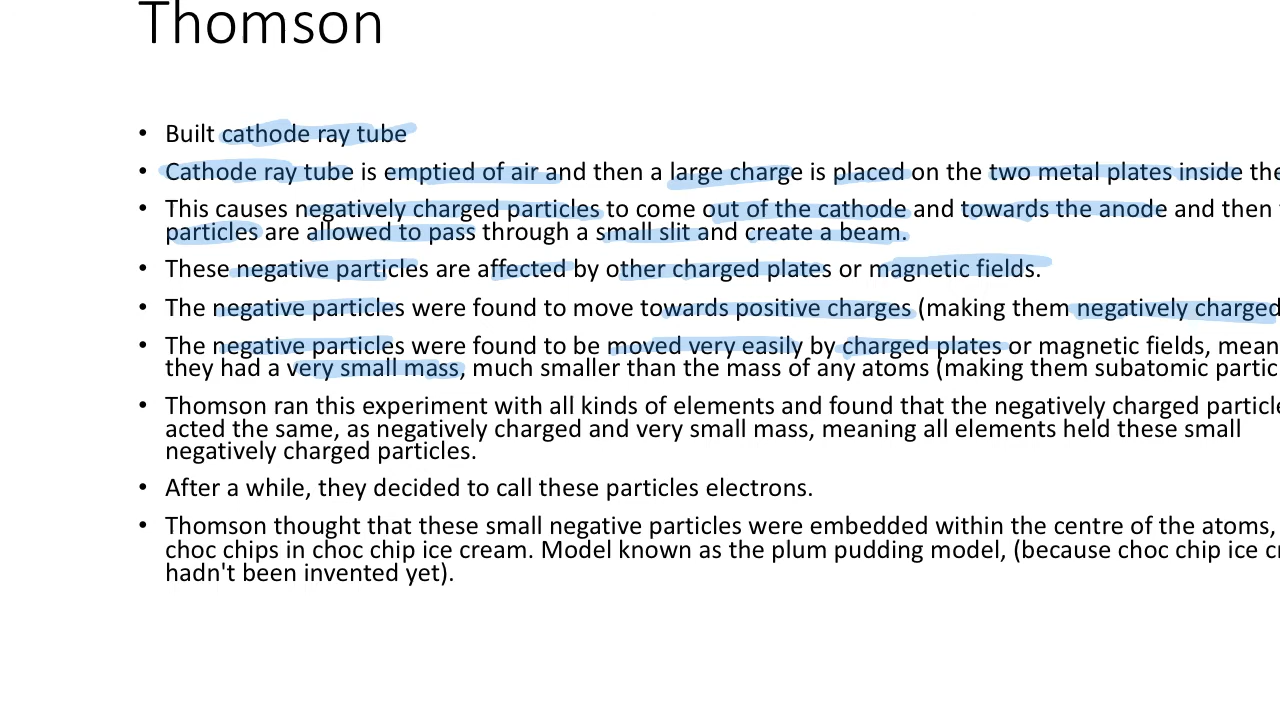 Thomson
• Built cathode ray tube
• Cathode ray tube is emptied of air and then a large charge is placed on the two metal plates inside the
• This causes negatively charged particles to come out of the cathode and towards the anode and then
particles are allowed to pass through a small slit and create a beam.
• These negative particles are affected by other charged plates or magnetic fields.
• The negative particles were found to move towards positive charges (making them negatively charged
• The negative particles were found to be moved very easily by charged plates or magnetic fields,
they had a very small mass, much smaller than the mass of any atoms (making them subatomic
• Thomson ran this experiment with all kinds of elements and found that the negatively charged
acted the same, as negatively charged and very small mass, meaning all elements held these small
negatively charged particles.
• After a while, they decided to call these particles electrons.
• Thomson thought that these small negative particles were embedded within the centre of the atoms,
choc chips in choc chip ice cream. Model known as the plum pudding model, (because choc chip ice
hadn't been invented yet).